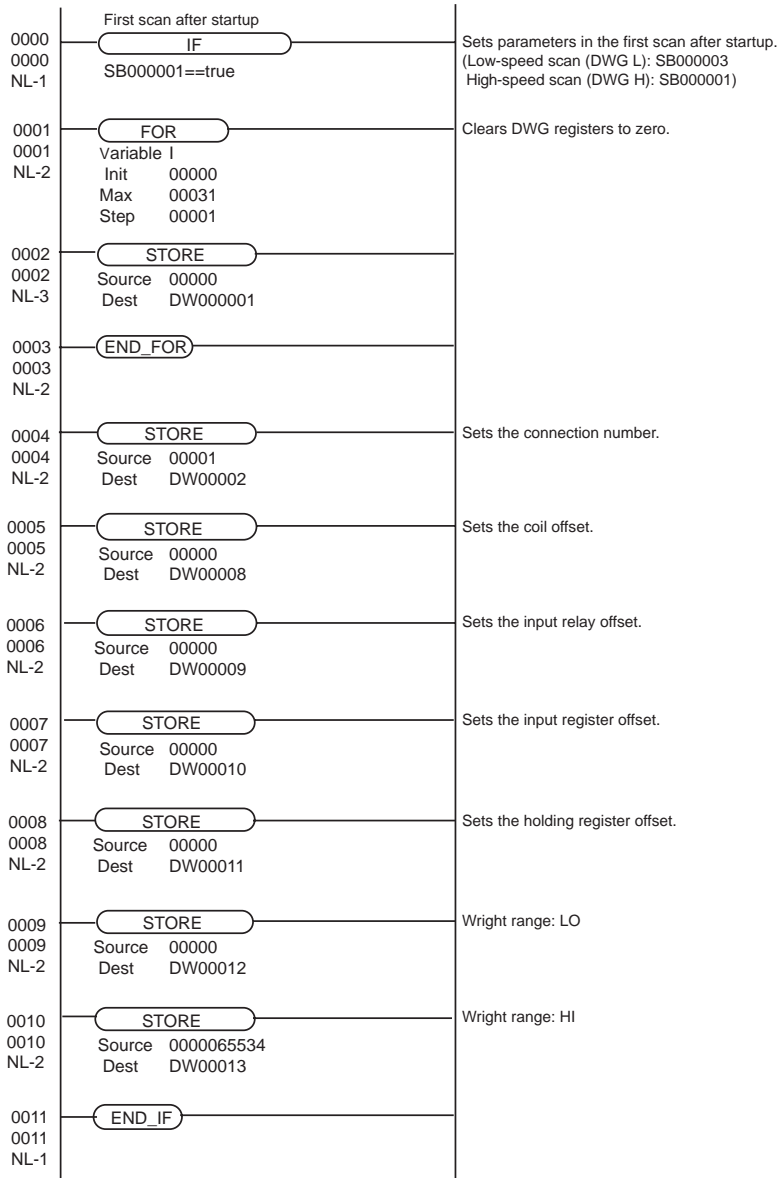 First scan after startup
0000 IF Sets parameters in the first scan after startup.
0000 SB000001==true (Low-speed scan (DWG L): SB000003
NL-1 High-speed scan (DWG H): SB000001)
0001 FOR Clears DWG registers to zero.
0001 Variable I
NL-2 Init 00000
Max 00031
Step 00001
0002 STORE
0002 Source 00000
NL-3 Dest DW000001
0003 END_FOR
0003
NL-2
0004 STORE Sets the connection number.
0004 Source 00001
NL-2 Dest DW00002
0005 STORE Sets the coil offset.
0005 Source 00000
NL-2 Dest DW00008
0006 STORE Sets the input relay offset.
0006 Source 00000
NL-2 Dest DW00009
0007 STORE Sets the input register offset.
0007 Source 00000
NL-2 Dest DW00010
0008 STORE Sets the holding register offset.
0008 Source 00000
NL-2 Dest DW00011
0009 STORE Wright range: LO
0009 Source 00000
NL-2 Dest DW00012
0010 STORE Wright range: HI
0010 Source 0000065534
NL-2 Dest DW00013
0011 END_IF
0011
NL-1